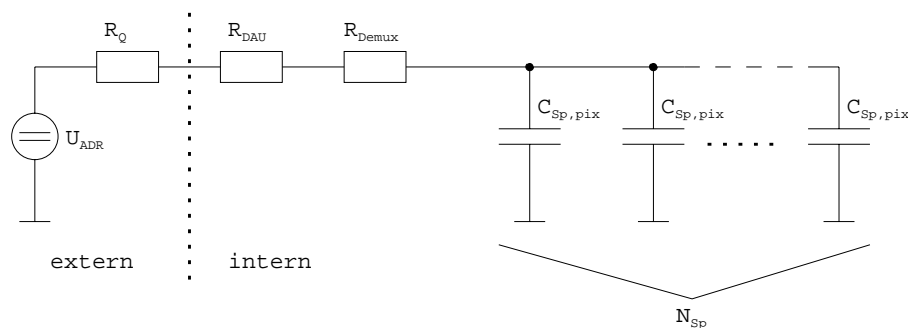 R_Q
R_DAU
R_Demux
U_ADR
C_Sp,pix
C_Sp,pix
C_Sp,pix
extern
intern
N_Sp